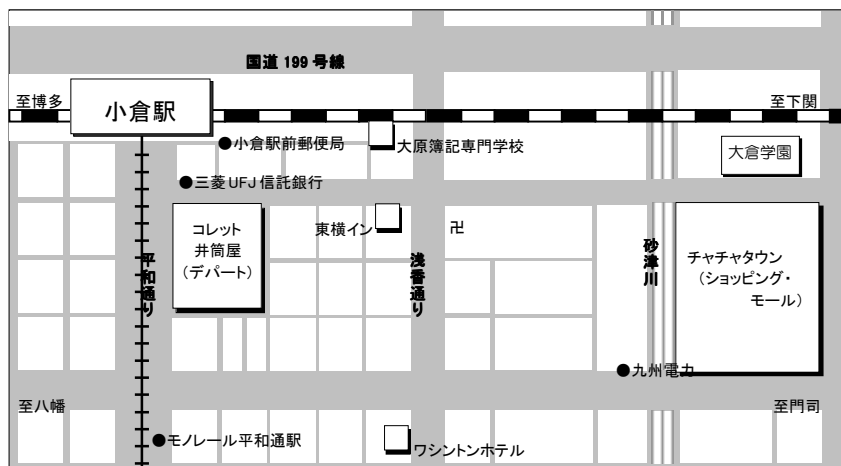 国道 199 号線
至博多
小倉駅
至下関
●小倉駅前郵便局
大原簿記専門学校
大倉学園
●三菱 UFJ 信託銀行
コレット
井筒屋
(デパート)
東横イン
卍
平和通り
浅香通り
砂津川
チャチャタウン
(ショッピング・
モール)
●九州電力
至八幡
至門司
●モノレール平和通駅
ワシントンホテル